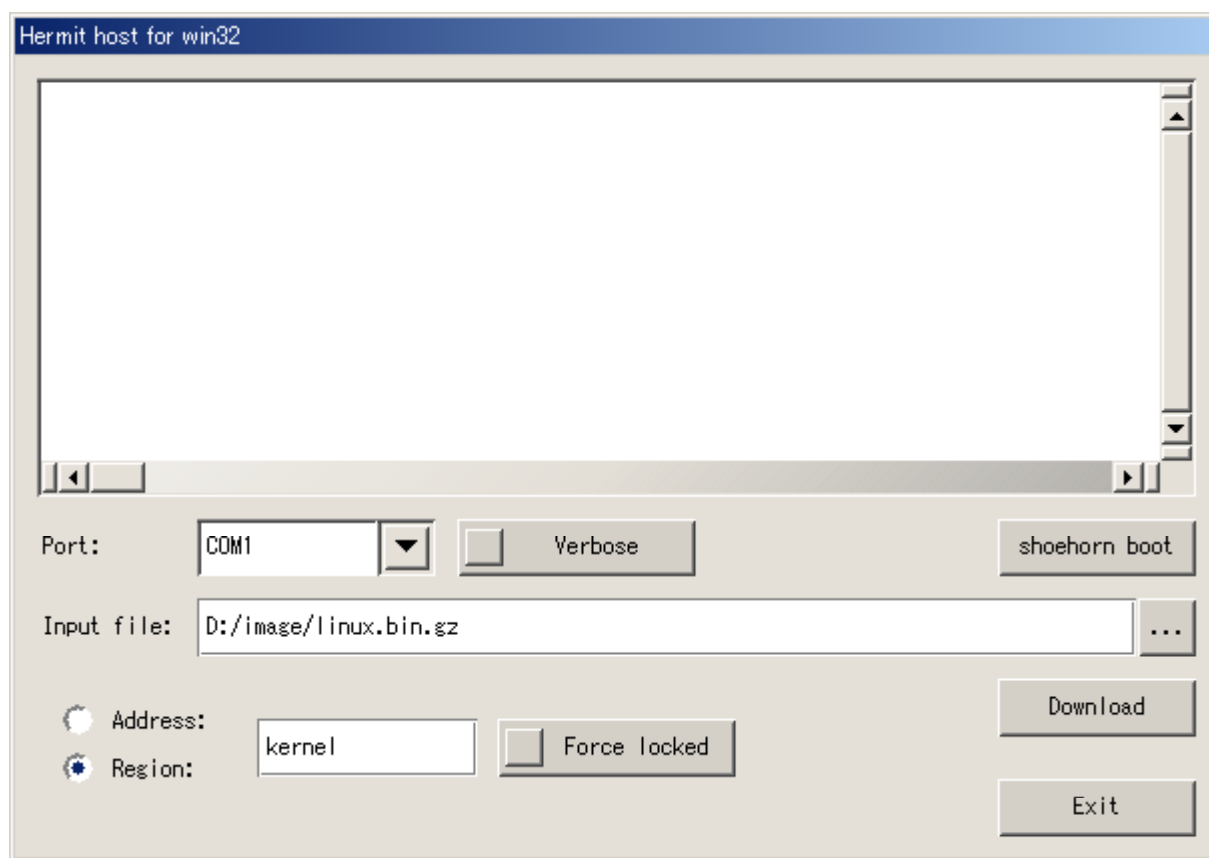 Hermit host for win32
Port: COM1 Verbose shoehorn boot
Input file: D:/image/linux.bin.gz ...
Download
Address:
kernel Force locked
Region:
Exit